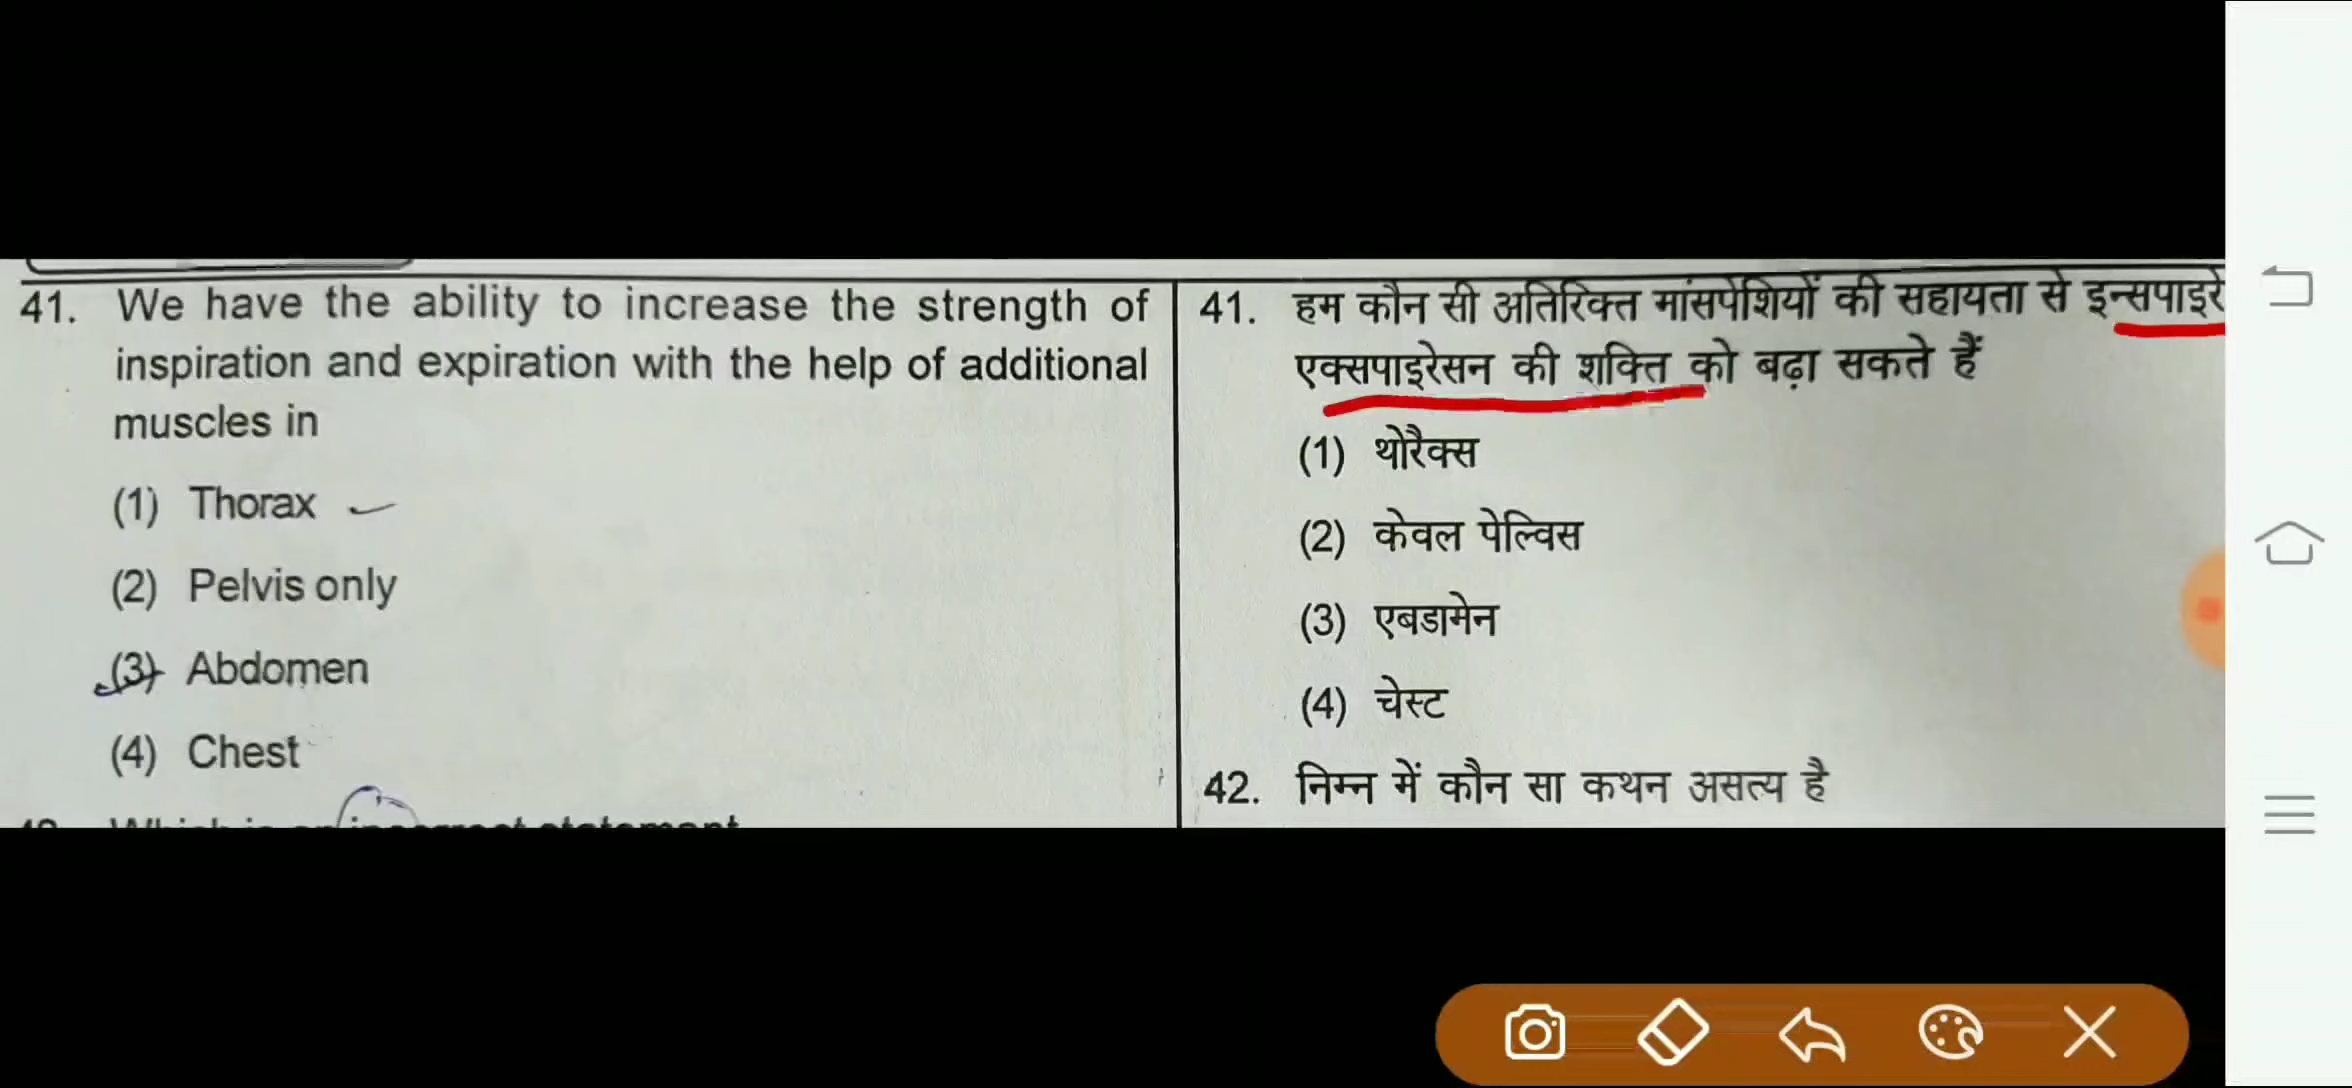 41. We have the ability to increase the strength of
inspiration and expiration with the help of additional
muscles in
(1) Thorax
(2) Pelvis only
(3) Abdomen
(4) Chest
41. हम कौन सी अतिरिक्त मांसपेशियों की सहायता से इन्सपाइरे
एक्सपाइरेसन की शक्ति को बढ़ा सकते हैं
(1) थोरैक्स
(2) केवल पेल्विस
(3) एबडामेन
(4) चेस्ट
42. निम्न में कौन सा कथन असत्य है